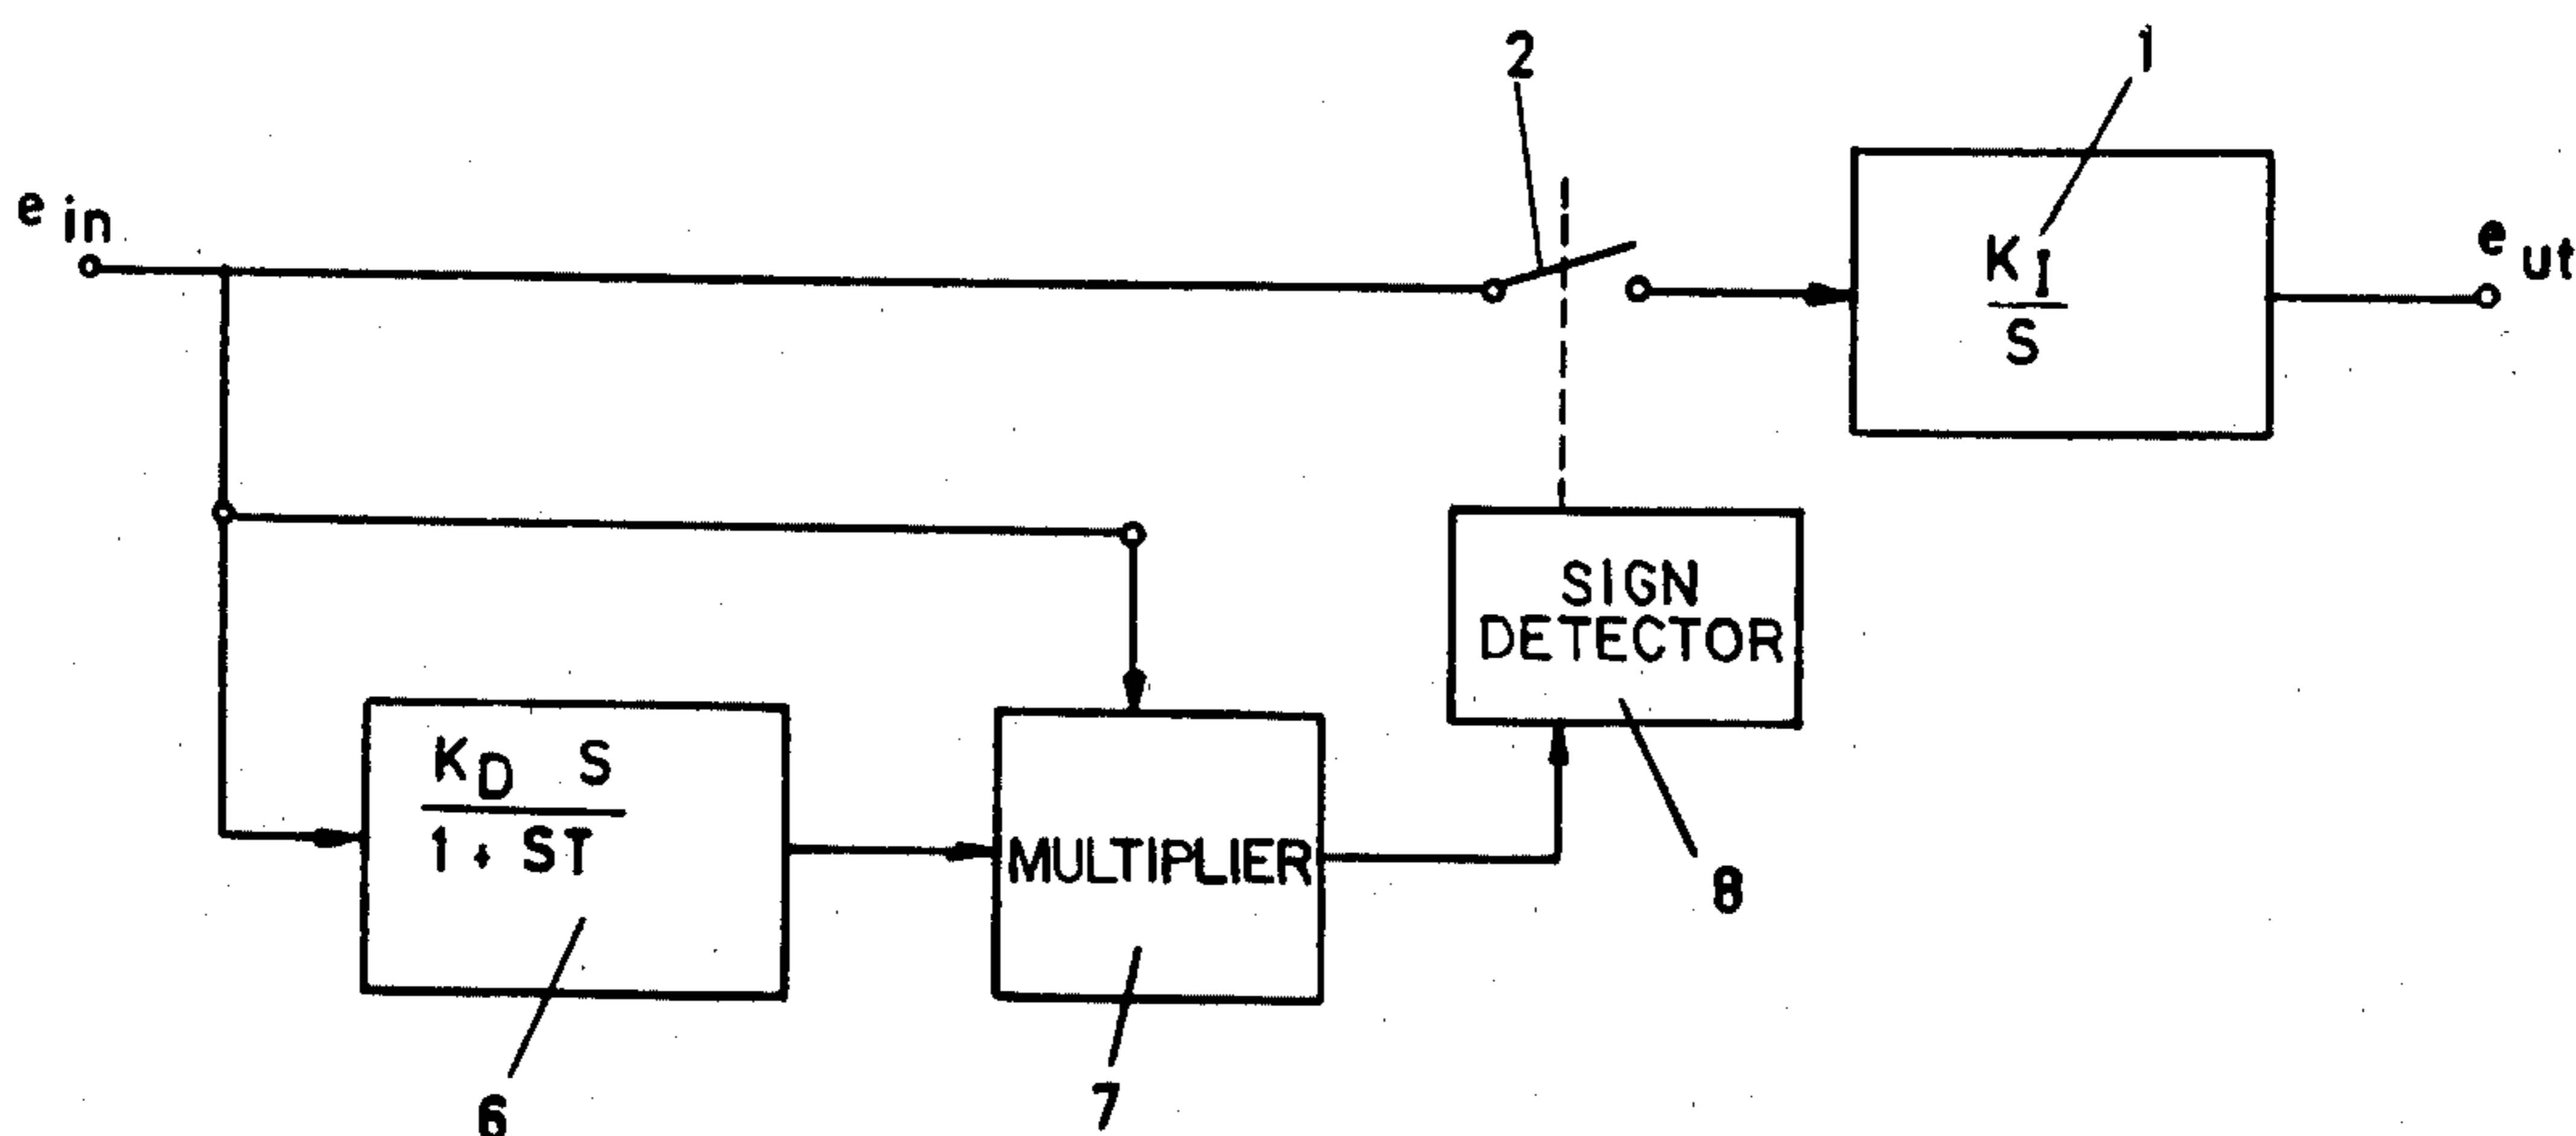 2
1
e in
K I
S
e ut
SIGN
DETECTOR
K D S
1 + ST
MULTIPLIER
8
6
7